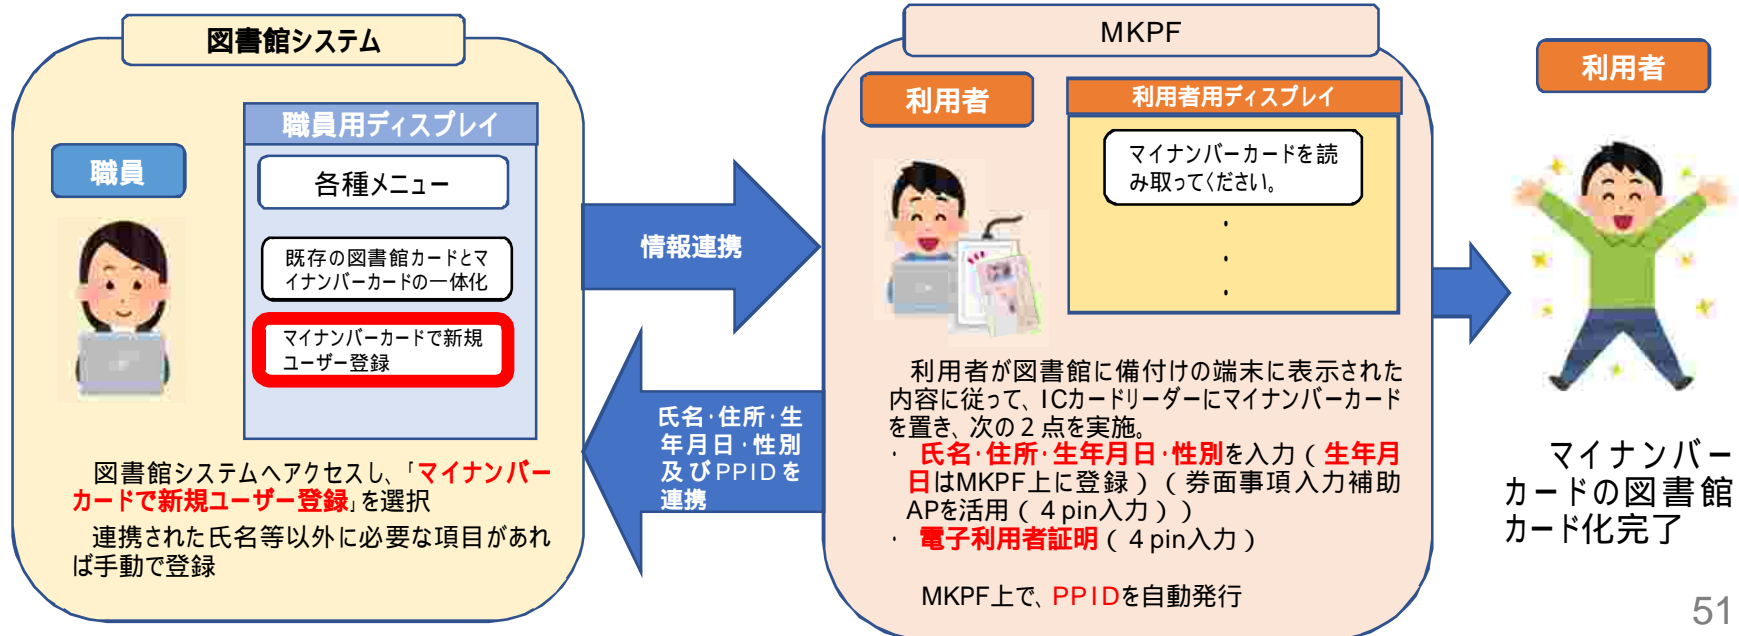 図書館システム
職員
職員用ディスプレイ
各種メニュー
既存の図書館カードとマ
イナンバーカードの一体化
マイナンバーカードで新規
ユーザー登録
図書館システムへアクセスし、「マイナンバー
カードで新規ユーザー登録」を選択
連携された氏名等以外に必要な項目があれ
ば手動で登録
情報連携
氏名・住所・生
年月日・性別
及びPPIDを
連携
MKPF
利用者
利用者用ディスプレイ
マイナンバーカードを読
み取ってください。
・
・
・
利用者が図書館に備付けの端末に表示された
内容に従って、ICカードリーダーにマイナンバーカード
を置き、次の2点を実施。
・ 氏名・住所・生年月日・性別を入力(生年月
日はMKPF上に登録)(券面事項入力補助
APを活用(4pin入力))
・ 電子利用者証明(4pin入力)
MKPF上で、PPIDを自動発行
利用者
マイナンバー
カードの図書館
カード化完了
51